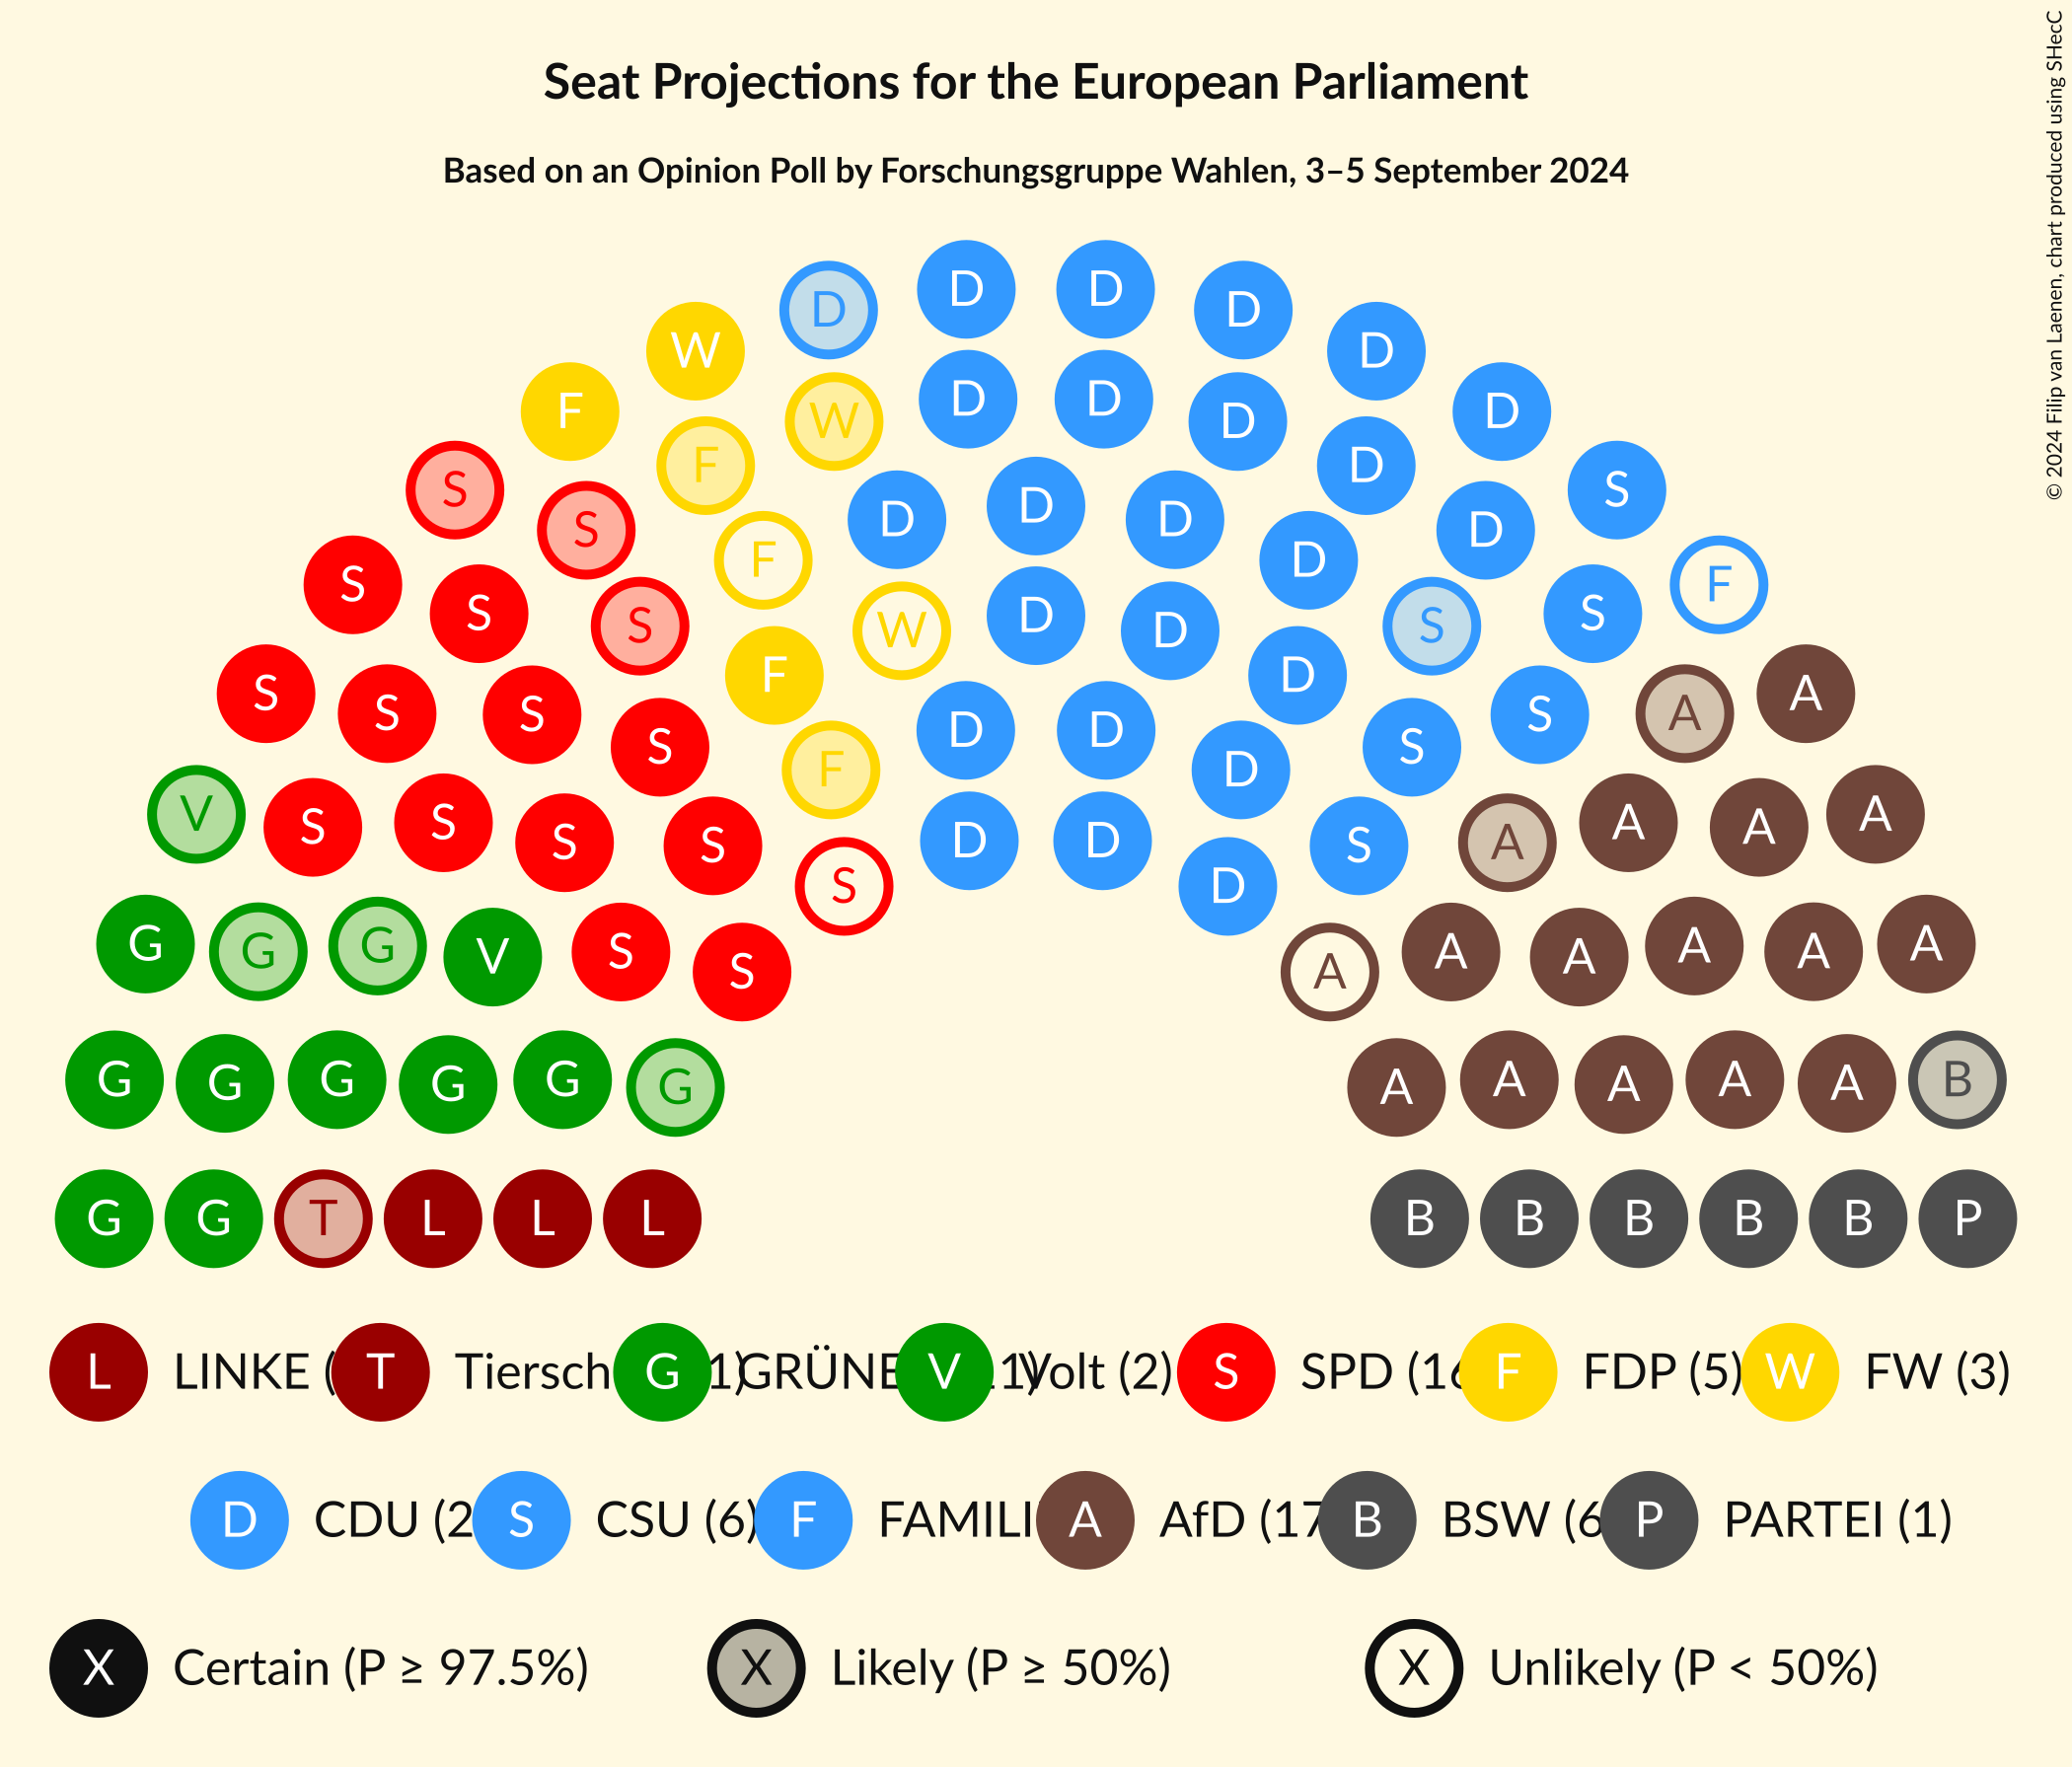 Seat Projections for the European Parliament
Based on an Opinion Poll by Forschungsgruppe Wahlen, 3–5 September 2024
© 2024 Filip van Laenen, chart produced using SHecC
D D D D
W D
D D
F D
W D
F D
S S
D D D
S D
F D
S F
S D S
S W D S
F D
S A
S S S A
D D
S S
F D
V A
S S A A
S S D D S A
S D
G G G V S A A A A A
S S A
G G G G G G A A A A A B
G G T L L L B B B B B P
L LINKE ( T Tiersch G 1) GRÜNE V 1) Volt (2) S SPD (16 F FDP (5) W FW (3)
D CDU (2 S CSU (6) F FAMILI A AfD (17 B BSW (6 P PARTEI (1)
X Certain (P ≥ 97.5%) X Likely (P ≥ 50%) X Unlikely (P < 50%)